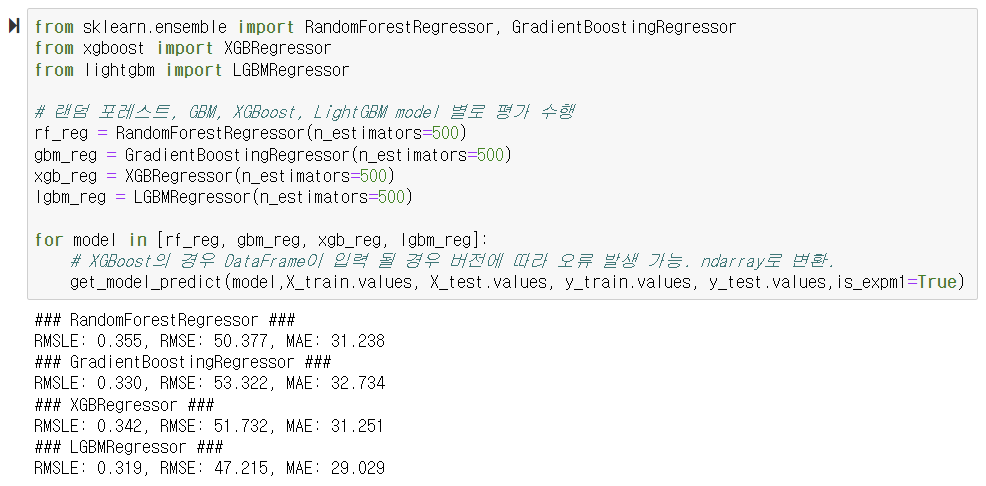 from sklearn.ensemble import RandomForestRegressor, GradientBoostingRegressor
from xgboost import XGBRegressor
from lightgbm import LGBMRegressor
# 랜덤 포레스트, GBM, XGBoost, LightGBM model 별로 평가 수행
rf_reg = RandomForestRegressor(n_estimators=500)
gbm_reg = GradientBoostingRegressor(n_estimators=500)
xgb_reg = XGBRegressor(n_estimators=500)
lgbm_reg = LGBMRegressor(n_estimators=500)
for model in [rf_reg, gbm_reg, xgb_reg, lgbm_reg]:
    # XGBoost의 경우 DataFrame이 입력 될 경우 버전에 따라 오류 발생 가능. ndarray로 변환.
    get_model_predict(model,X_train.values, X_test.values, y_train.values, y_test.values,is_expm1=True)
### RandomForestRegressor ###
RMSLE: 0.355, RMSE: 50.377, MAE: 31.238
### GradientBoostingRegressor ###
RMSLE: 0.330, RMSE: 53.322, MAE: 32.734
### XGBRegressor ###
RMSLE: 0.342, RMSE: 51.732, MAE: 31.251
### LGBMRegressor ###
RMSLE: 0.319, RMSE: 47.215, MAE: 29.029